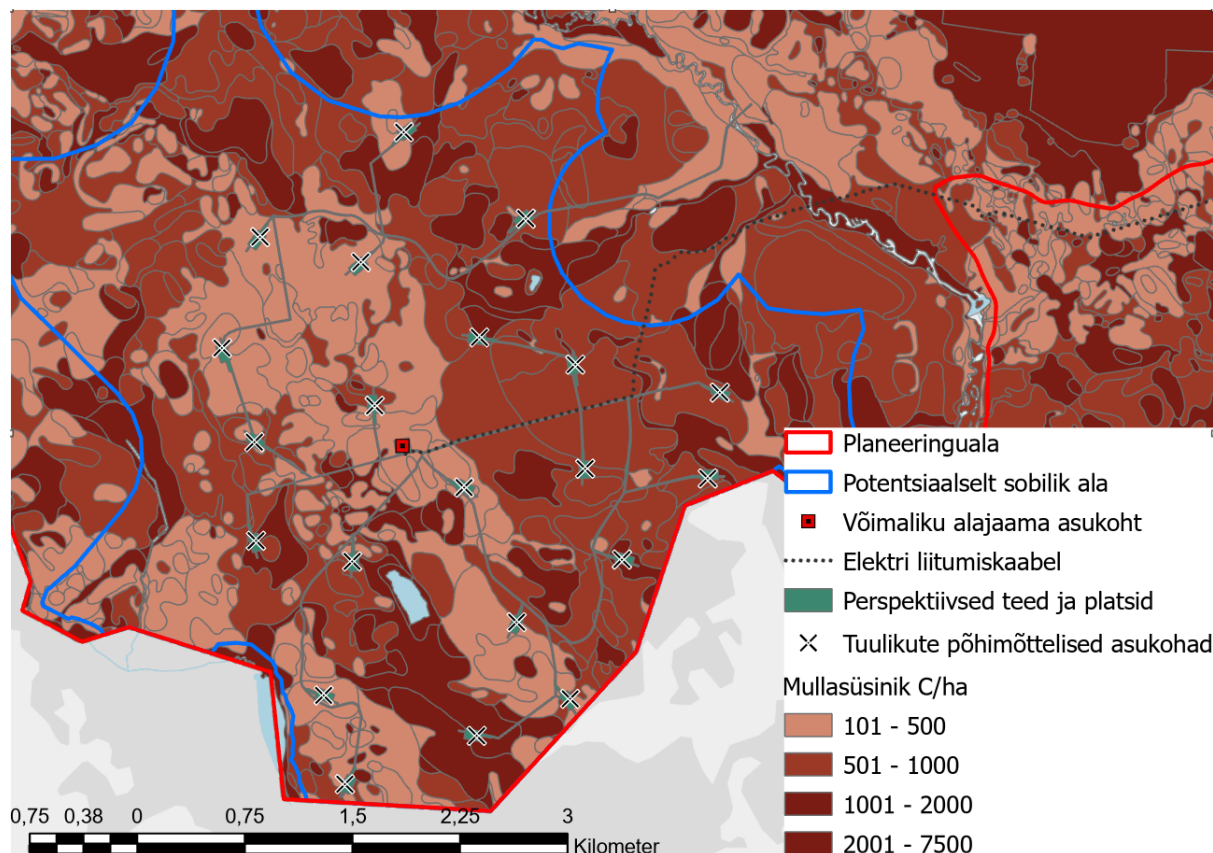 Planeeringuala
Potentsiaalselt sobilik ala
Võimaliku alajaama asukoht
Elektri liitumiskaabel
Perspektiivsed teed ja platsid
Tuulikute põhimõttelised asukohad
Mullasüsinik C/ha
101 - 500
501 - 1000
1001 - 2000
2001 - 7500
0,75 0,38 0 0,75 1,5 2,25 3
Kilometer